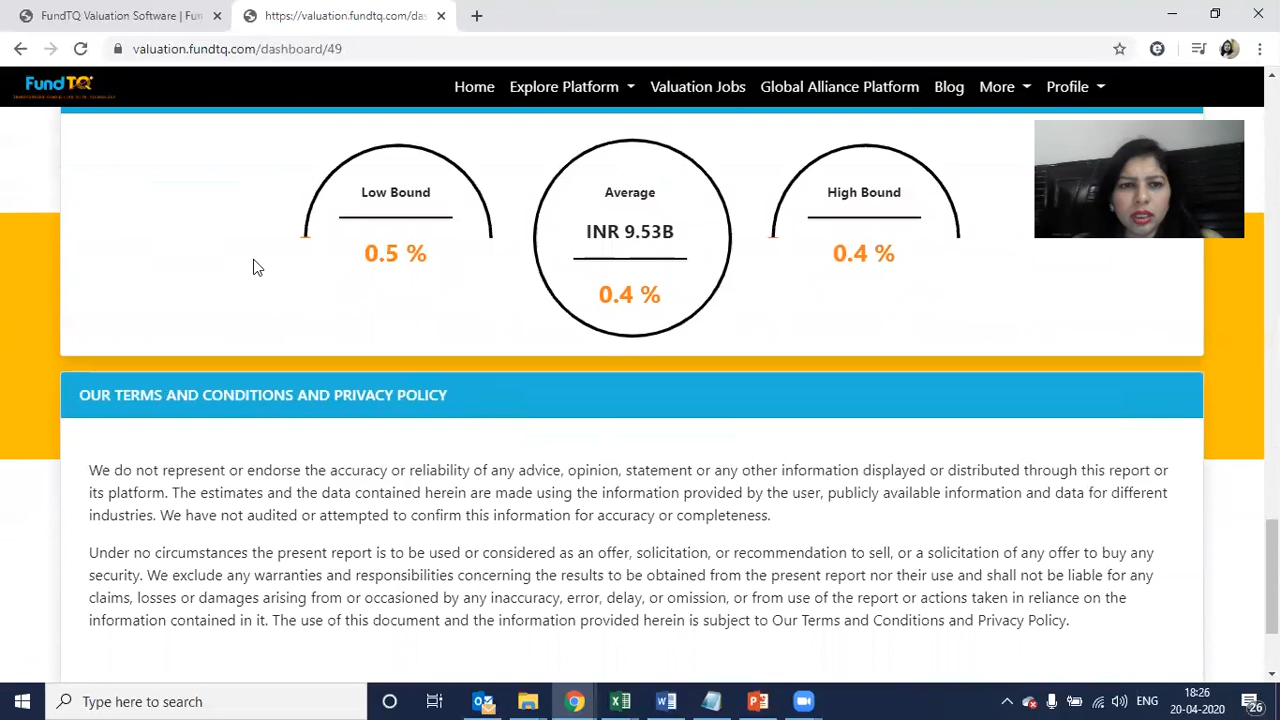 FundTQ Valuation Software | Fun
https://valuation.fundtq.com/das
valuation.fundtq.com/dashboard/49
FundTQ
Home Explore Platform Valuation Jobs Global Alliance Platform Blog More Profile
Low Bound
0.5 %
Average
INR 9.53B
0.4 %
High Bound
0.4 %
OUR TERMS AND CONDITIONS AND PRIVACY POLICY
We do not represent or endorse the accuracy or reliability of any advice, opinion, statement or any other information displayed or distributed through this report or
its platform. The estimates and the data contained herein are made using the information provided by the user, publicly available information and data for different
industries. We have not audited or attempted to confirm this information for accuracy or completeness.
Under no circumstances the present report is to be used or considered as an offer, solicitation, or recommendation to sell, or a solicitation of any offer to buy any
security. We exclude any warranties and responsibilities concerning the results to be obtained from the present report nor their use and shall not be liable for any
claims, losses or damages arising from or occasioned by any inaccuracy, error, delay, or omission, or from use of the report or actions taken in reliance on the
information contained in it. The use of this document and the information provided herein is subject to Our Terms and Conditions and Privacy Policy.
Type here to search
ENG
18:26
20-04-2020
26